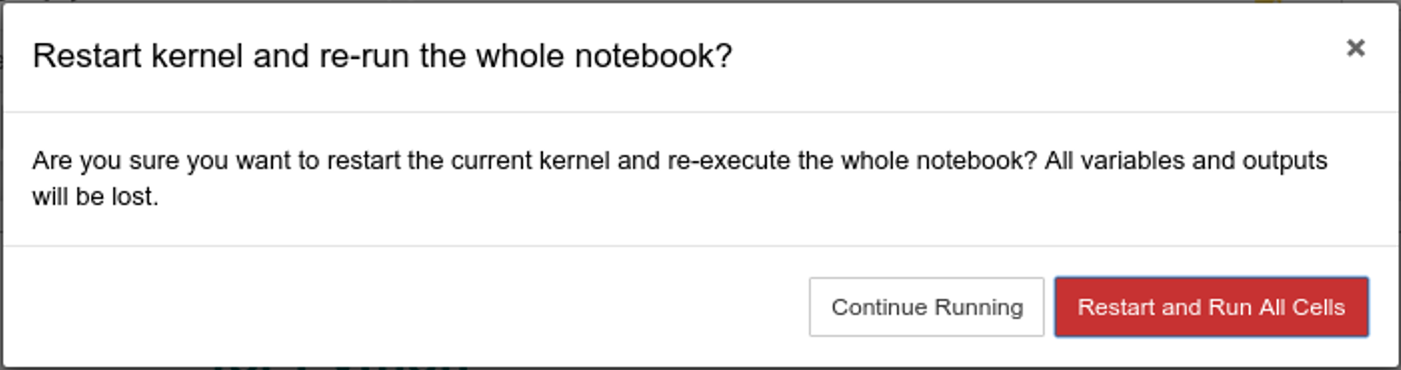 Restart kernel and re-run the whole notebook?
Are you sure you want to restart the current kernel and re-execute the whole notebook? All variables and outputs
will be lost.
Continue Running
Restart and Run All Cells